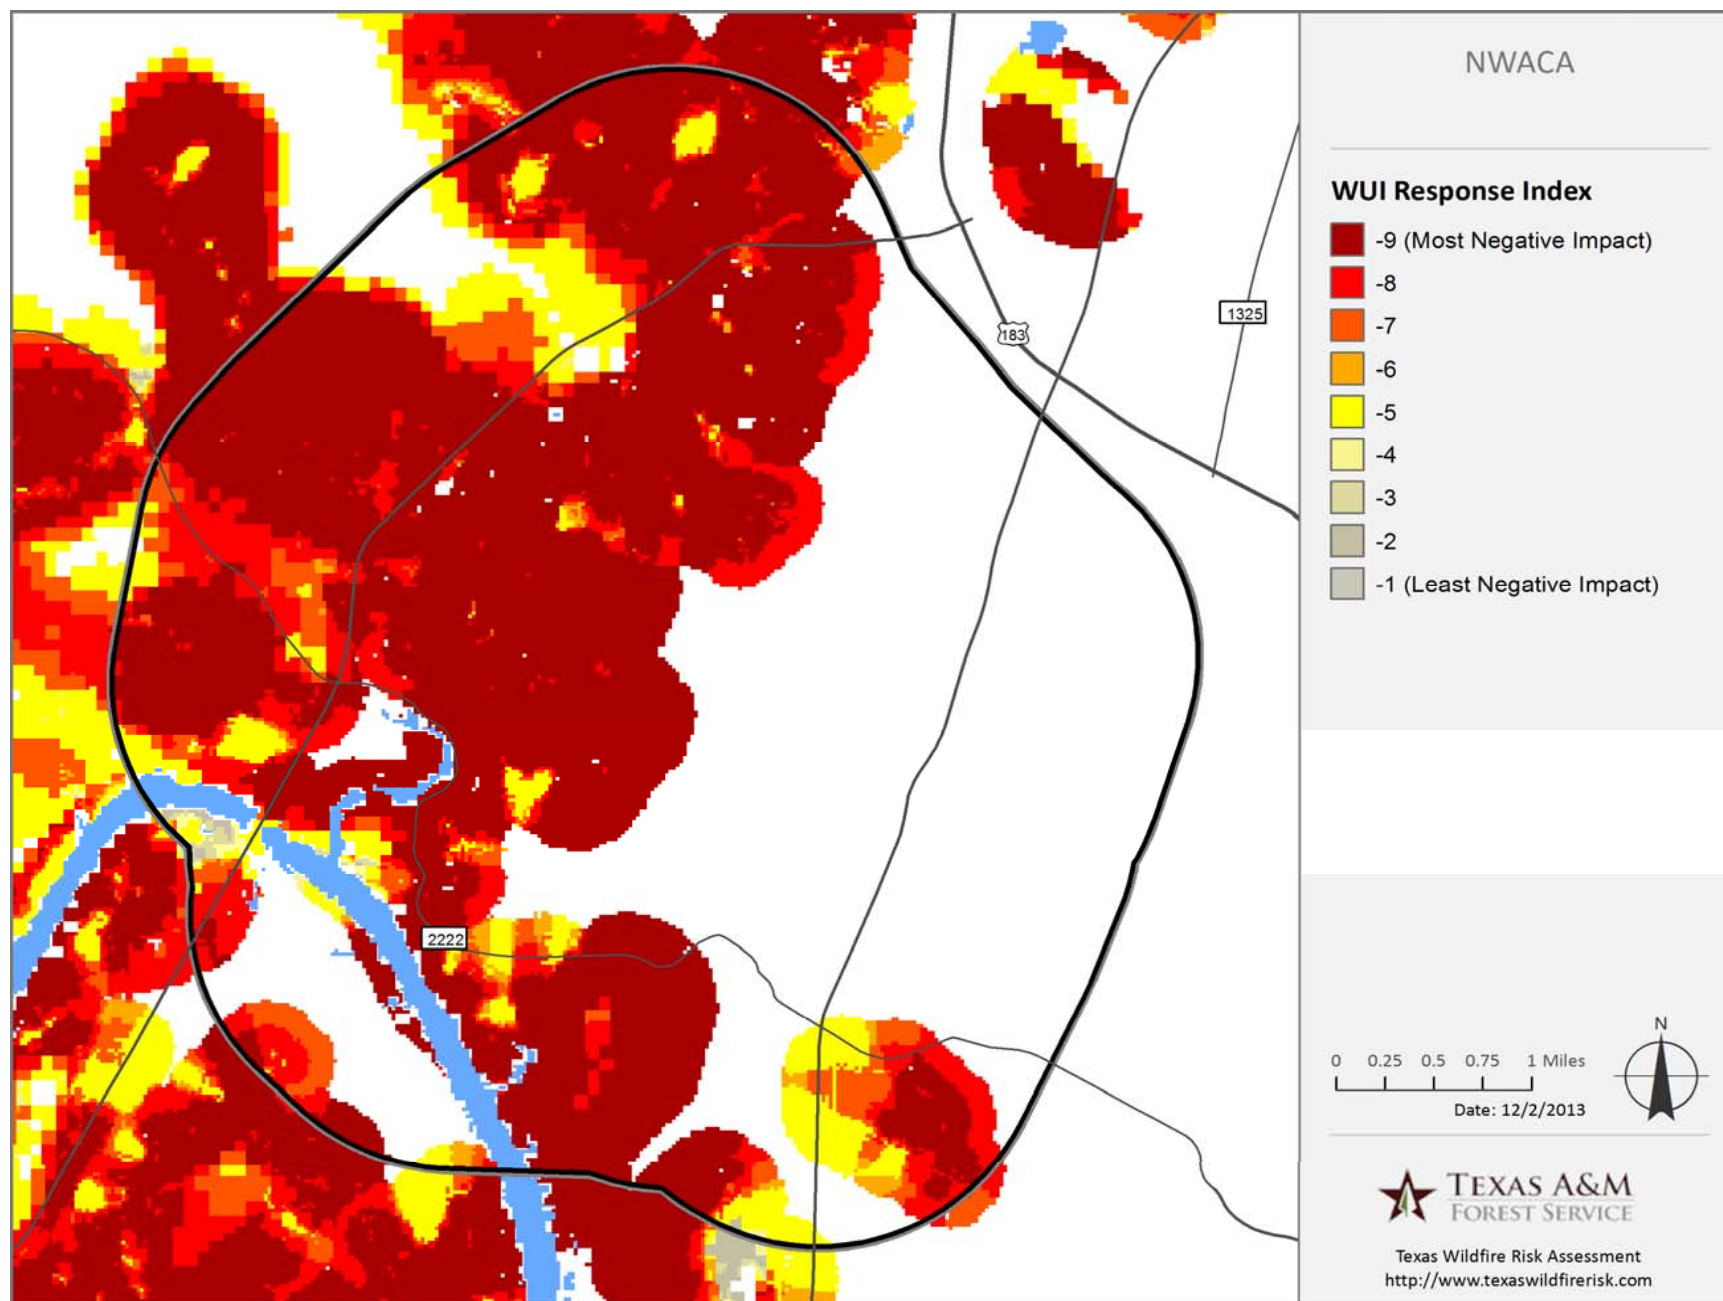 NWACA
WUI Response Index
-9 (Most Negative Impact)
-8
-7
-6
-5
-4
-3
-2
-1 (Least Negative Impact)
183
1325
2222
N
0 0.25 0.5 0.75 1 Miles
Date: 12/2/2013
TEXAS A&M
FOREST SERVICE
Texas Wildfire Risk Assessment
http://www.texaswildfirerisk.com